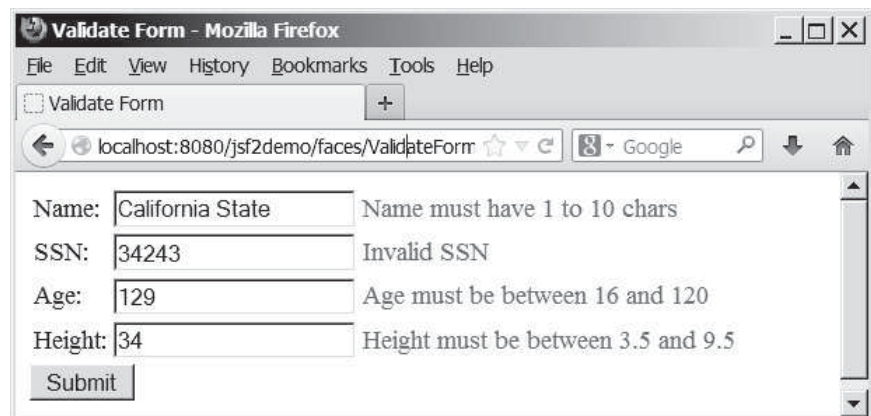 Validate Form - Mozilla Firefox
File Edit View History Bookmarks Tools Help
Validate Form +
localhost:8080/jsf2demo/faces/ValidateForm 8 Google
Name: California State Name must have 1 to 10 chars
SSN: 34243 Invalid SSN
Age: 129 Age must be between 16 and 120
Height: 34 Height must be between 3.5 and 9.5
Submit